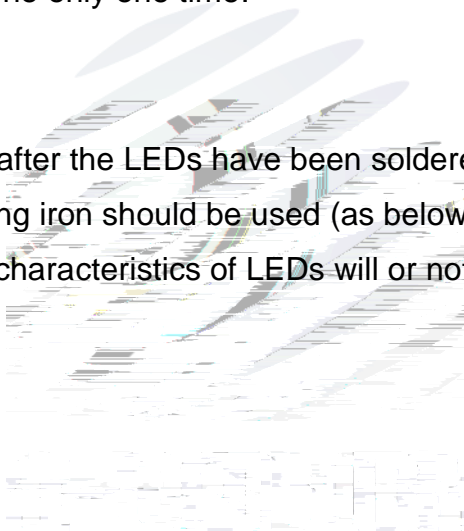 only one time.
after the LEDs have been soldere
ng iron should be used (as below
characteristics of LEDs will or not